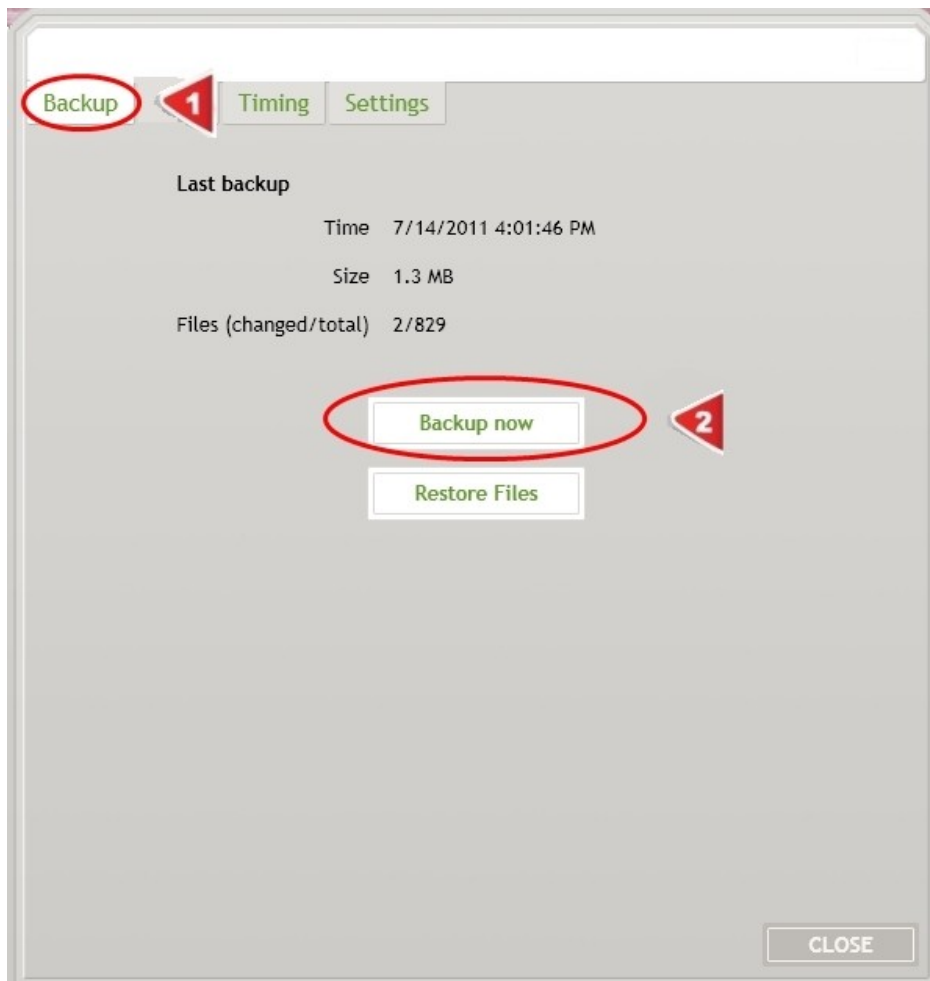 Backup 1 Timing Settings
Last backup
Time 7/14/2011 4:01:46 PM
Size 1.3 MB
Files (changed/total) 2/829
Backup now 2
Restore Files
CLOSE